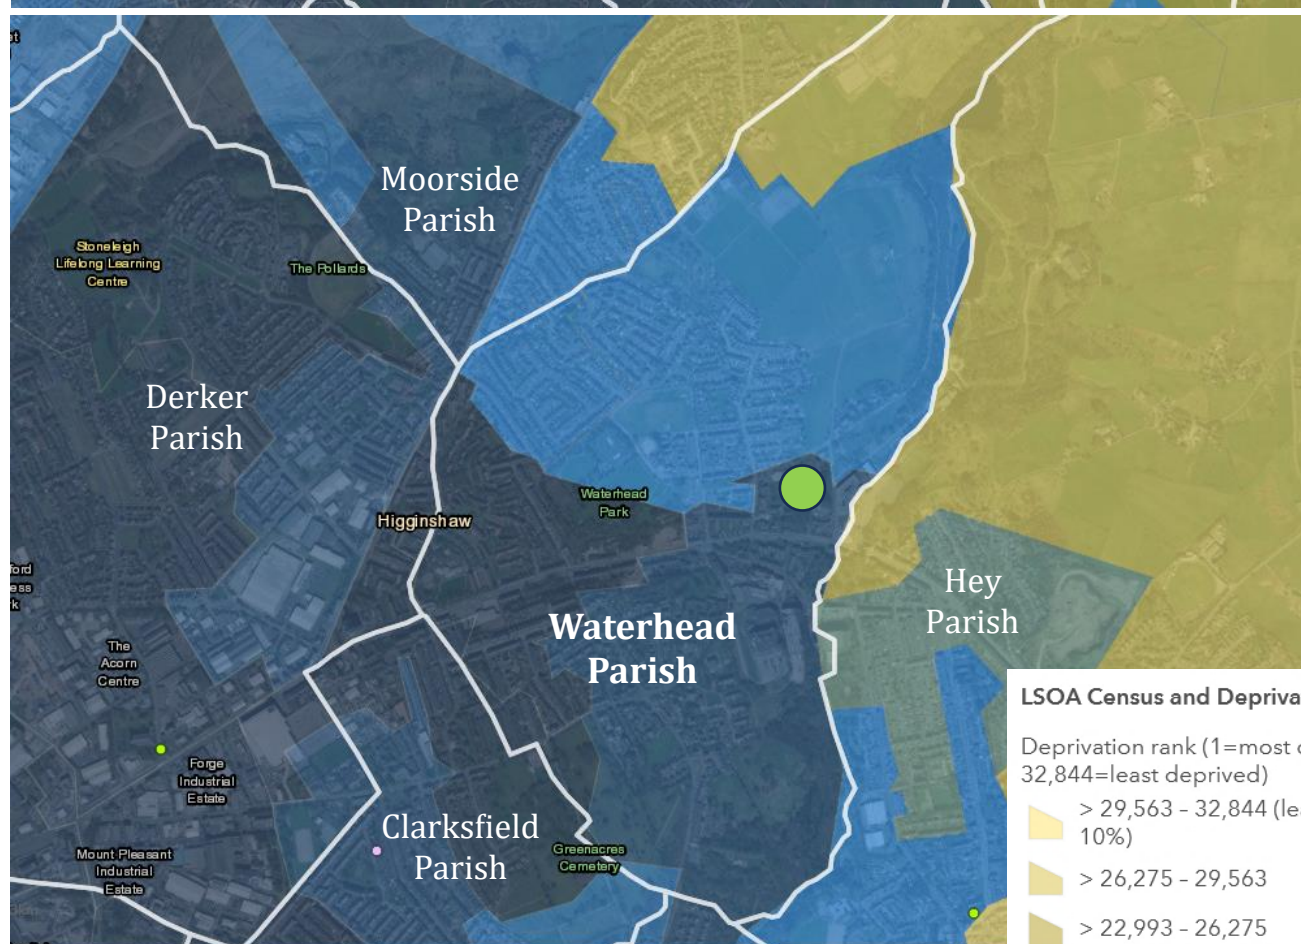 Moorside
Parish
Stoneleigh
Lifelong Learning
Centre
The Pollards
Derker
Parish
Waterhead
Park
Higginshaw
Hey
Parish
Waterhead
Parish
The
Acorn
Centre
Forge
Industrial
Estate
Clarksfield
Parish
Greenacres
Cemetery
Mount Pleasant
Industrial
Estate
LSOA Census and Depriva
Deprivation rank (1=most
32,844=least deprived)
> 29,563 - 32,844 (lea
10%)
> 26,275 - 29,563
> 22,993 - 26,275